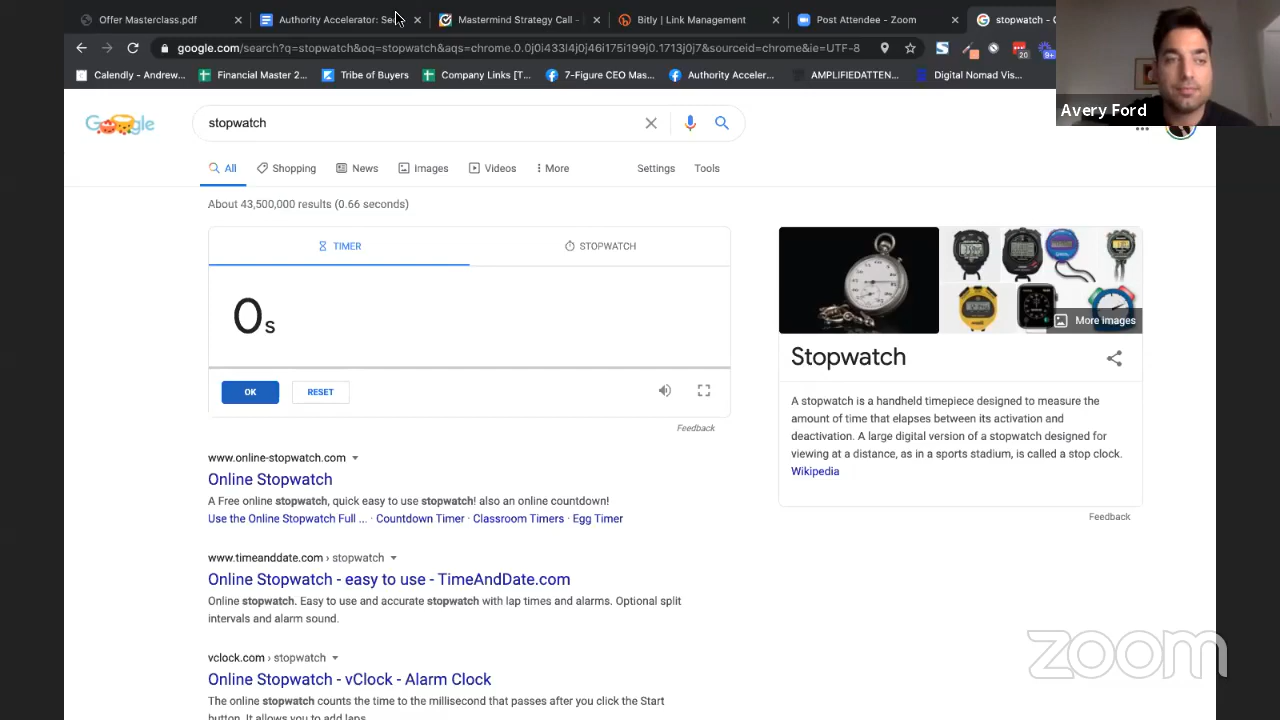 Offer Masterclass.pdf
Authority Accelerator: Se
Mastermind Strategy Call -
Bitly | Link Management
Post Attendee - Zoom
stopwatch - G
google.com/search?q=stopwatch&oq=stopwatch&aqs=chrome.0.0j0i433l4j0j46i175i199j0.1713j0j7&sourceid=chrome&ie=UTF-8
20
9+
Calendly - Andrew...
Financial Master 2...
Tribe of Buyers
Company Links [T...
7-Figure CEO Mas...
Authority Acceler...
AMPLIFIEDATTEN...
Digital Nomad Vis...
Avery Ford
Google
stopwatch
All
Shopping
News
Images
Videos
More
Settings
Tools
About 43,500,000 results (0.66 seconds)
TIMER
STOPWATCH
0s
OK
RESET
Feedback
More images
Stopwatch
A stopwatch is a handheld timepiece designed to measure the
amount of time that elapses between its activation and
deactivation. A large digital version of a stopwatch designed for
viewing at a distance, as in a sports stadium, is called a stop clock.
Wikipedia
Feedback
www.online-stopwatch.com
Online Stopwatch
A Free online stopwatch, quick easy to use stopwatch! also an online countdown!
Use the Online Stopwatch Full ... · Countdown Timer · Classroom Timers · Egg Timer
www.timeanddate.com › stopwatch
Online Stopwatch - easy to use - TimeAndDate.com
Online stopwatch. Easy to use and accurate stopwatch with lap times and alarms. Optional split
intervals and alarm sound.
vclock.com › stopwatch
Online Stopwatch - vClock - Alarm Clock
The online stopwatch counts the time to the millisecond that passes after you click the Start
button. It allows you to add laps.
zoom